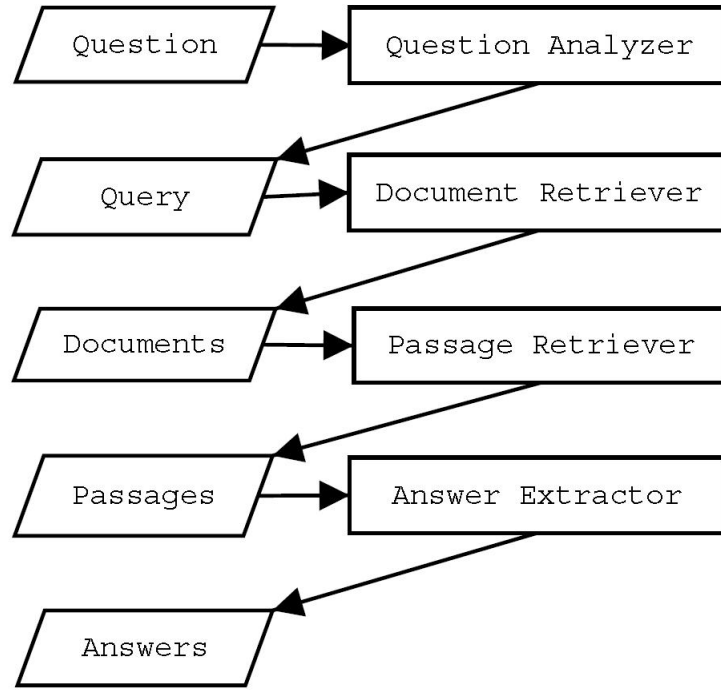 Question
Question Analyzer
Query
Document Retriever
Documents
Passage Retriever
Passages
Answer Extractor
Answers